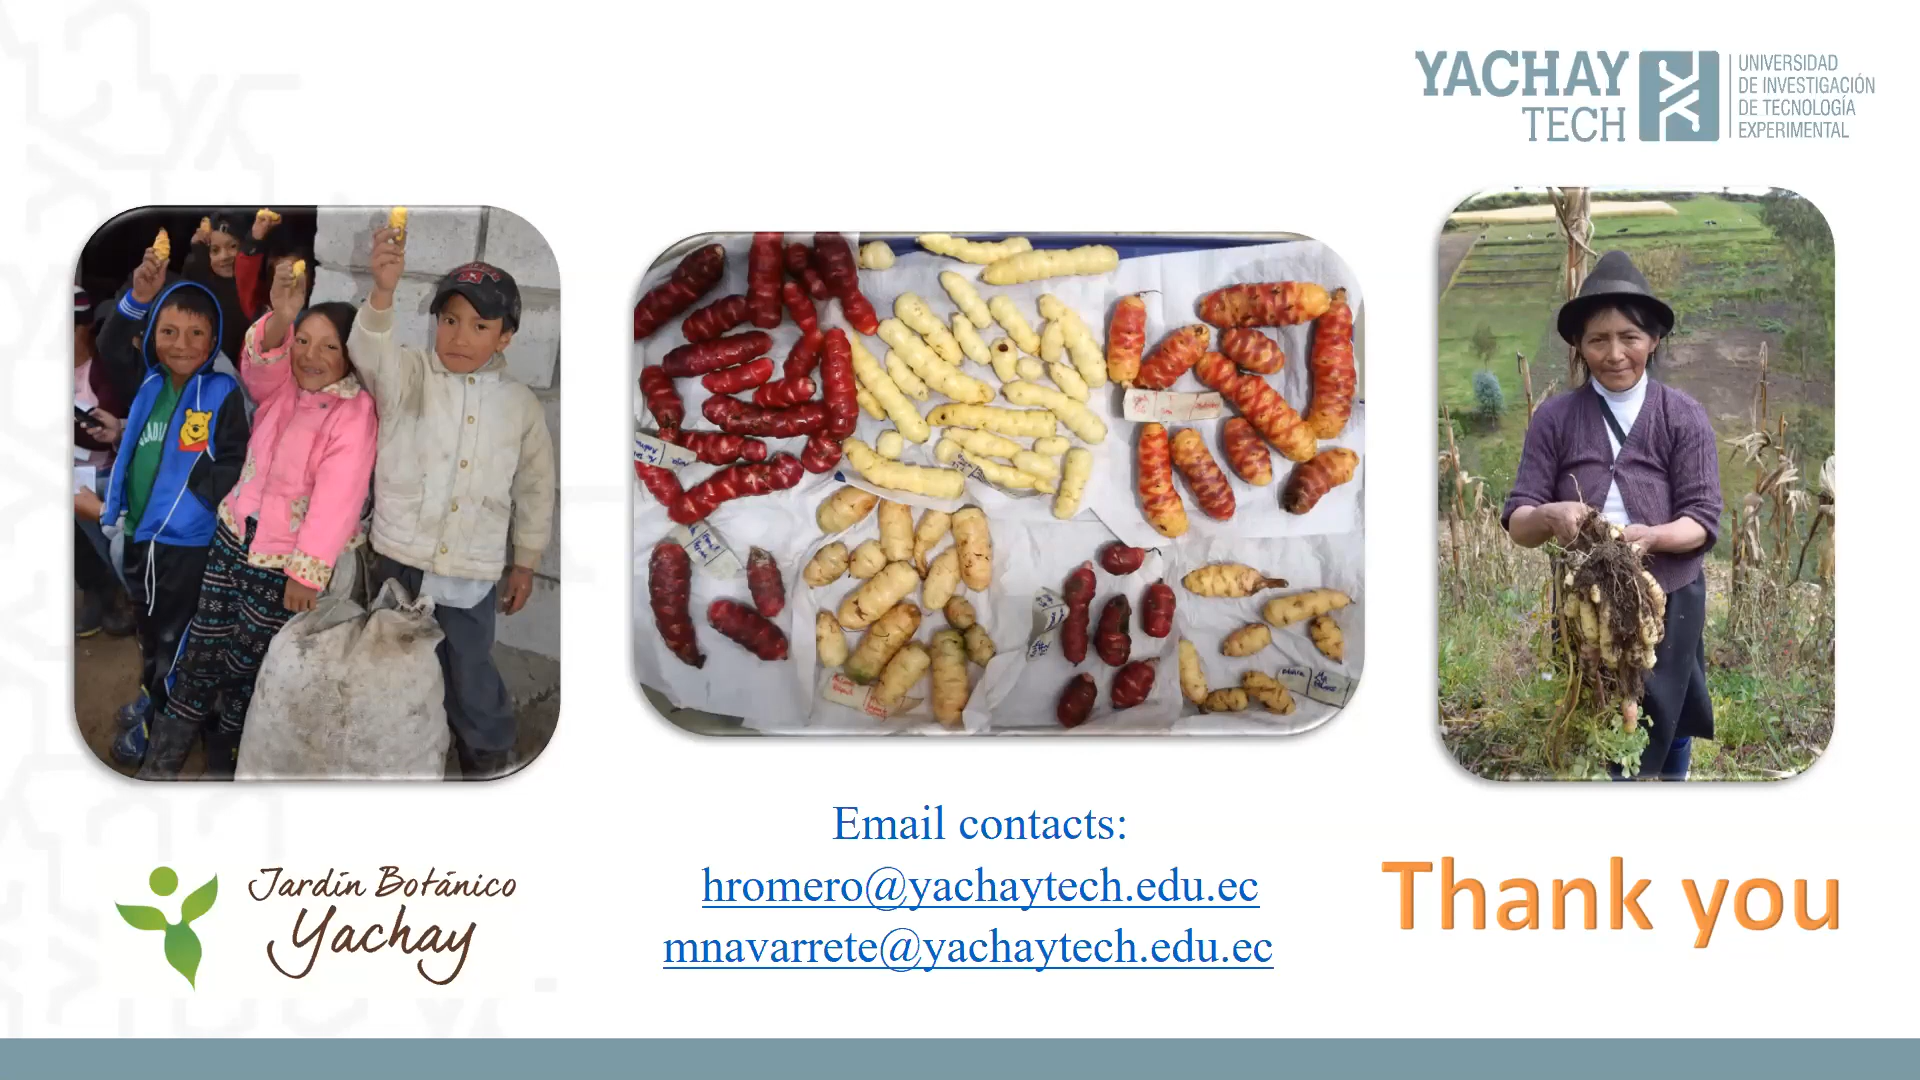 YACHAY
TECH
UNIVERSIDAD
DE INVESTIGACIÓN
DE TECNOLOGÍA
EXPERIMENTAL
Email contacts:
hromero@yachaytech.edu.ec
mnavarrete@yachaytech.edu.ec
Jardín Botánico
Yachay
Thank you